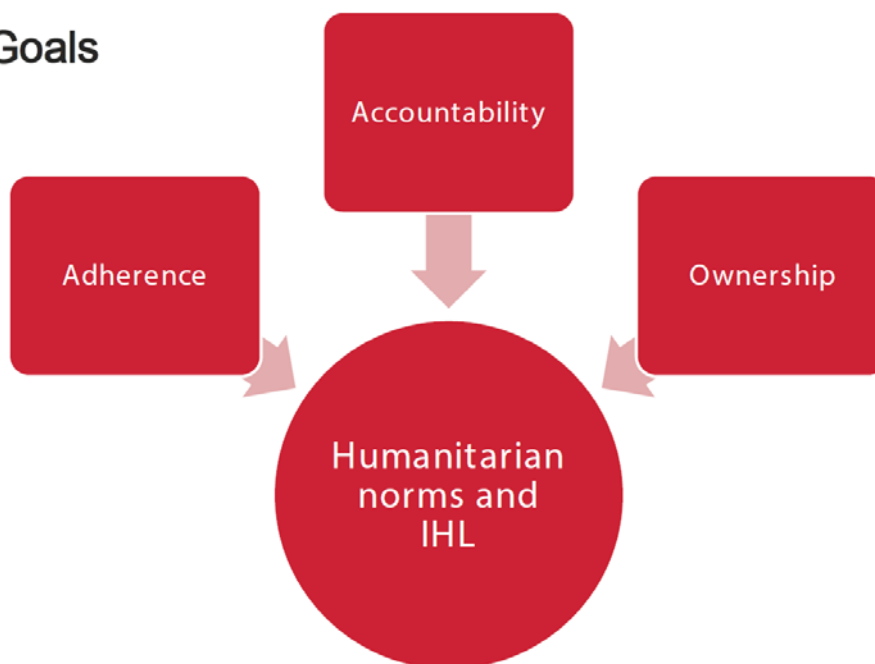 Goals
Accountability
Adherence
Ownership
Humanitarian
norms and
IHL